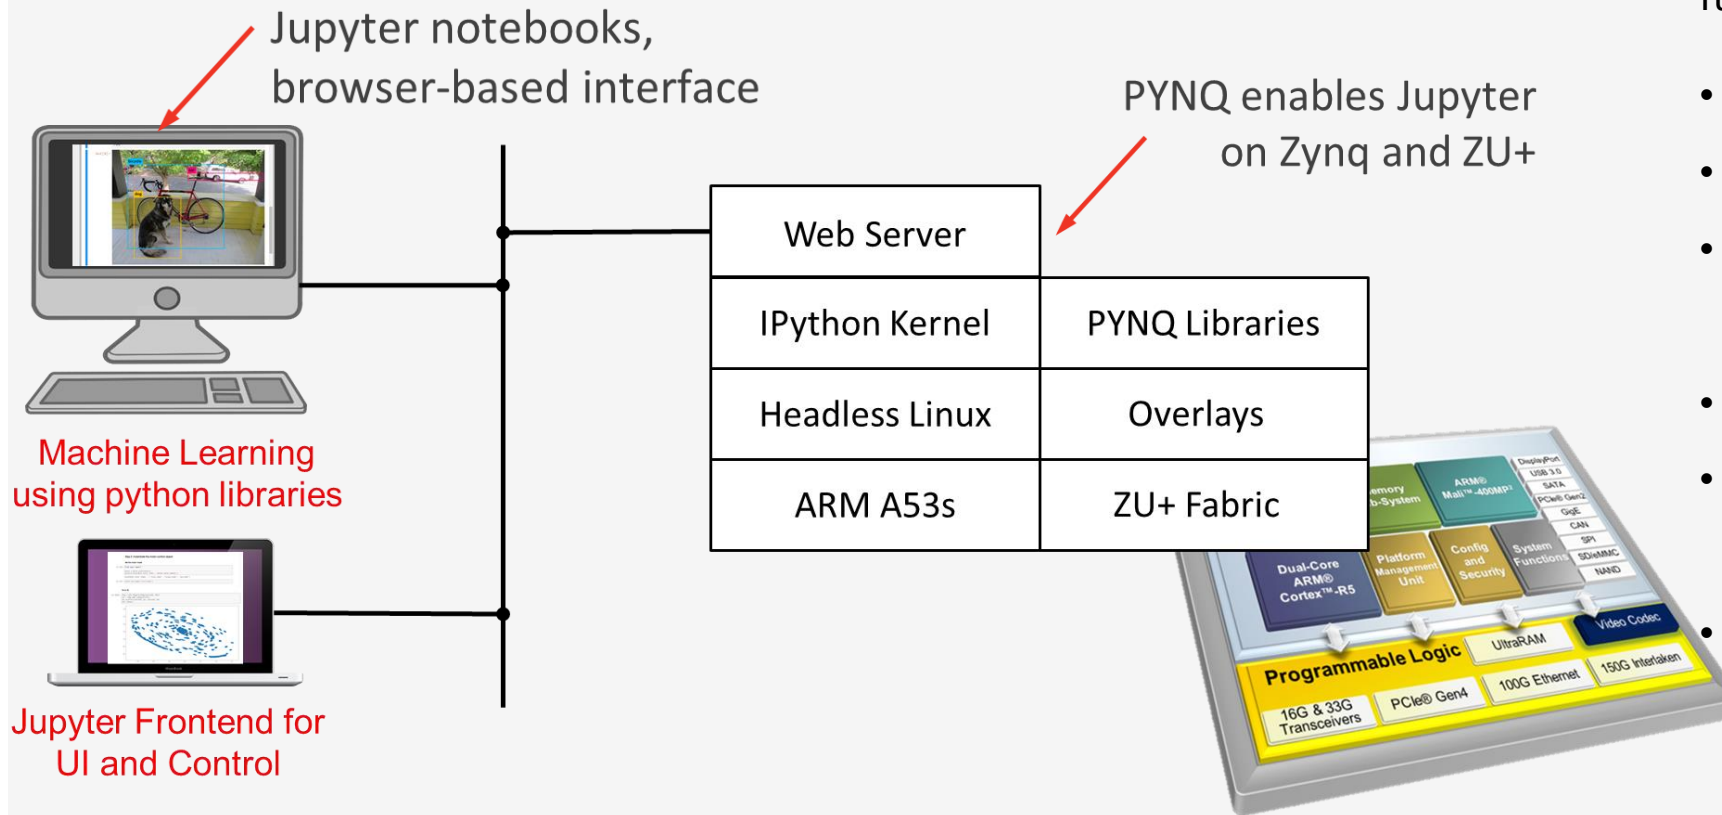 Jupyter notebooks,
browser-based interface
PYNQ enables Jupyter
on Zynq and ZU+
Web Server
IPython Kernel
PYNQ Libraries
Headless Linux
Overlays
ARM A53s
ZU+ Fabric
Machine Learning
using python libraries
Jupyter Frontend for
UI and Control
ARM®
Mali™-400MP2
DisplayPort
USB 3.0
SATA
PCIe® Gen2
GigE
CAN
SPI
SD/eMMC
NAND
Dual-Core
ARM®
Cortex™-R5
Platform
Management
Unit
Config
and
Security
System
Functions
Programmable Logic
UltraRAM
Video Codec
16G & 33G
Transceivers
PCIe® Gen4
100G Ethernet
150G Interlaken